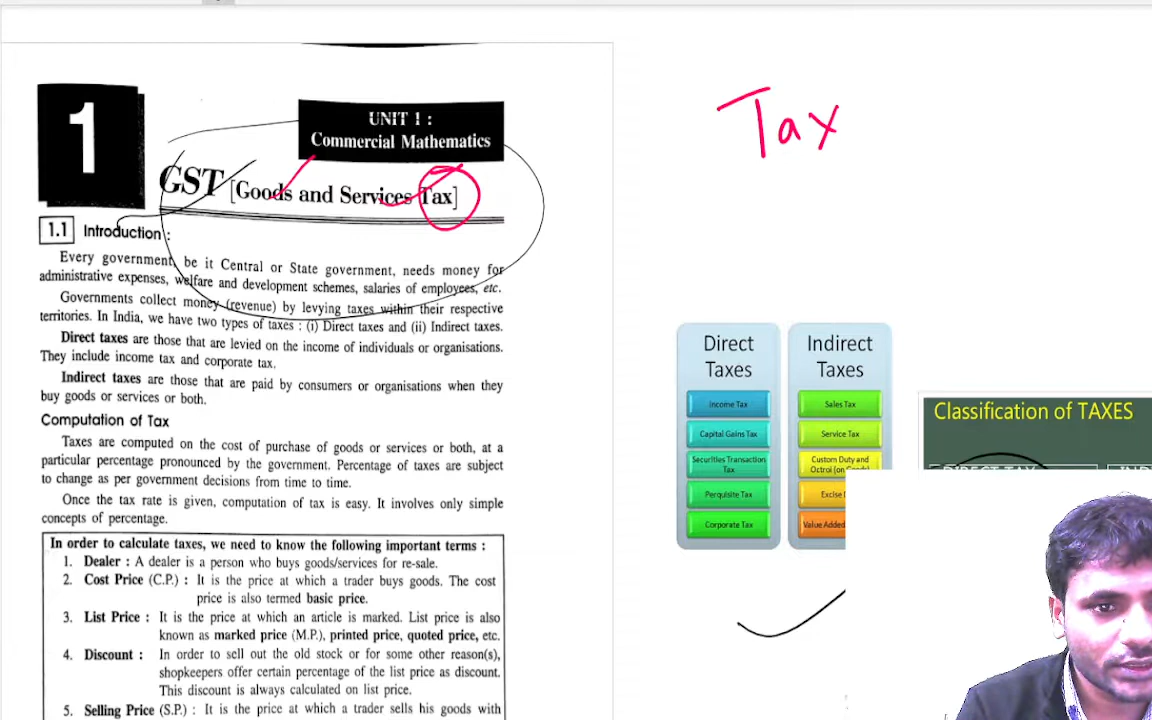 1
UNIT 1 :
Commercial Mathematics
GST [Goods and Services Tax]
1.1 Introduction :
Every government, be it Central or State government, needs money for
administrative expenses, welfare and development schemes, salaries of employees, etc.
Governments collect money (revenue) by levying taxes within their respective
territories. In India, we have two types of taxes : (i) Direct taxes and (ii) Indirect taxes.
Direct taxes are those that are levied on the income of individuals or organisations.
They include income tax and corporate tax.
Indirect taxes are those that are paid by consumers or organisations when they
buy goods or services or both.
Computation of Tax
Taxes are computed on the cost of purchase of goods or services or both, at a
particular percentage pronounced by the government. Percentage of taxes are subject
to change as per government decisions from time to time.
Once the tax rate is given, computation of tax is easy. It involves only simple
concepts of percentage.
In order to calculate taxes, we need to know the following important terms :
1. Dealer : A dealer is a person who buys goods/services for re-sale.
2. Cost Price (C.P.) : It is the price at which a trader buys goods. The cost
price is also termed basic price.
3. List Price : It is the price at which an article is marked. List price is also
known as marked price (M.P.), printed price, quoted price, etc.
4. Discount : In order to sell out the old stock or for some other reason(s),
shopkeepers offer certain percentage of the list price as discount.
This discount is always calculated on list price.
5. Selling Price (S.P.) : It is the price at which a trader sells his goods with
Tax
Direct
Taxes
Income Tax
Capital Gains Tax
Securities Transaction
Tax
Perquisite Tax
Corporate Tax
Indirect
Taxes
Sales Tax
Service Tax
Custom Duty and
Octroi (on Goods)
Excise
Value Added
Classification of TAXES
DIRECT TAX